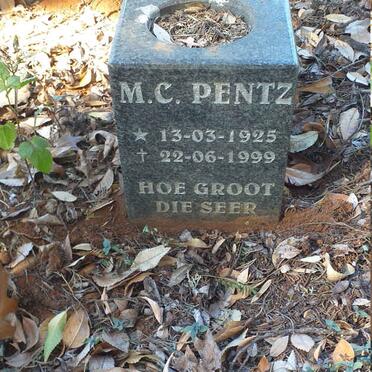 M.C. PENTZ
★ 13-03-1925
✝ 22-06-1999
HOE GROOT
DIE SEER